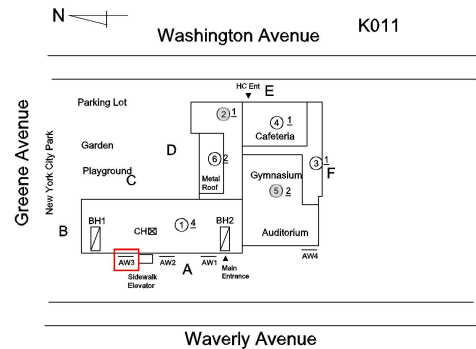 N
Washington Avenue
K011
HC Ent
E
Parking Lot
2 1
4 1
Cafeteria
Greene Avenue
New York City Park
Garden
D
6 2
3 1
Playground
C
Metal
Roof
Gymnasium
F
5 2
B
BH1
CH
1 4
BH2
Auditorium
AW3
AW2
AW1
AW4
A
Sidewalk
Elevator
Main
Entrance
Waverly Avenue